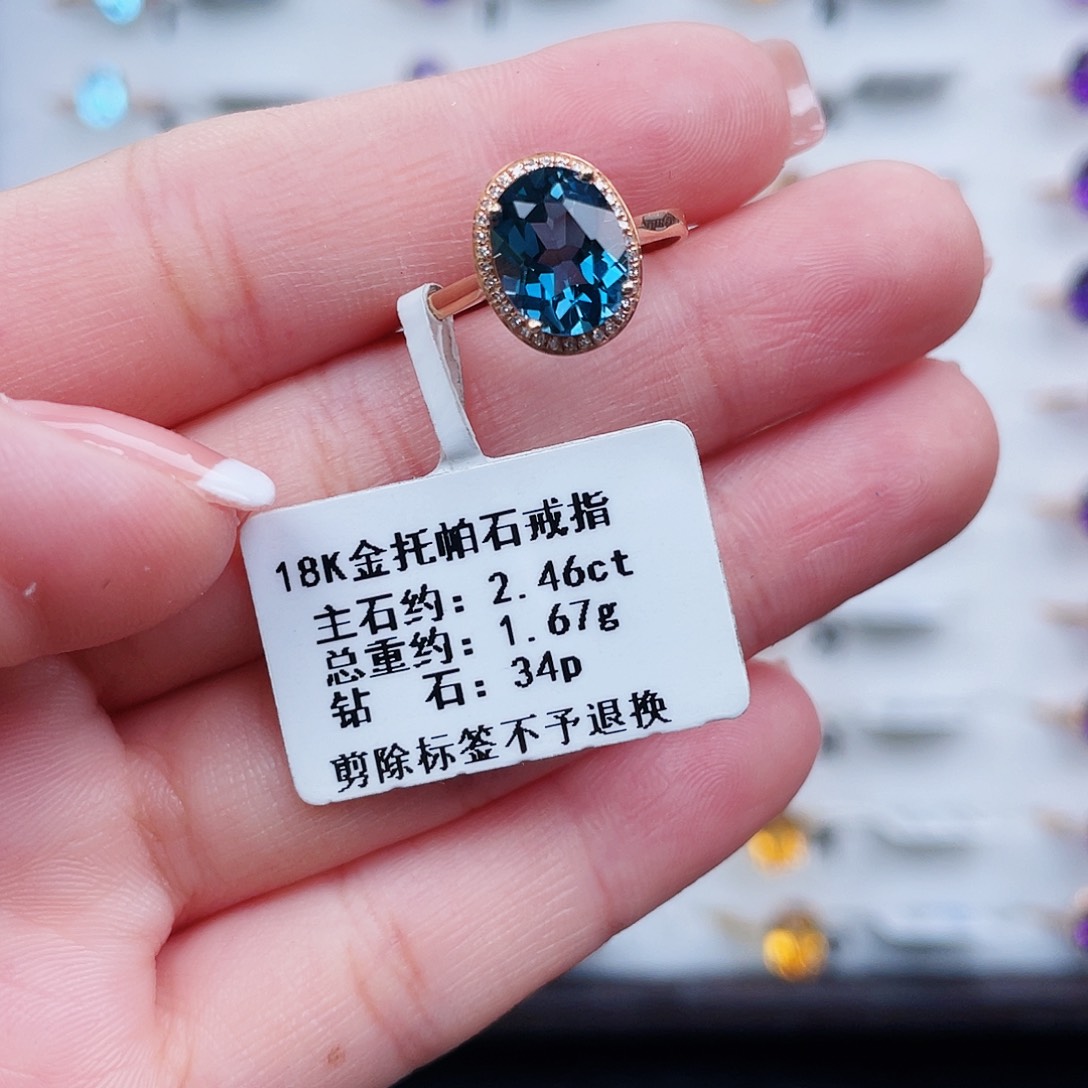 18K金托帕石戒指
主石约：2.46ct
总重约：1.67g
钻 石：34p
剪除标签不予退换